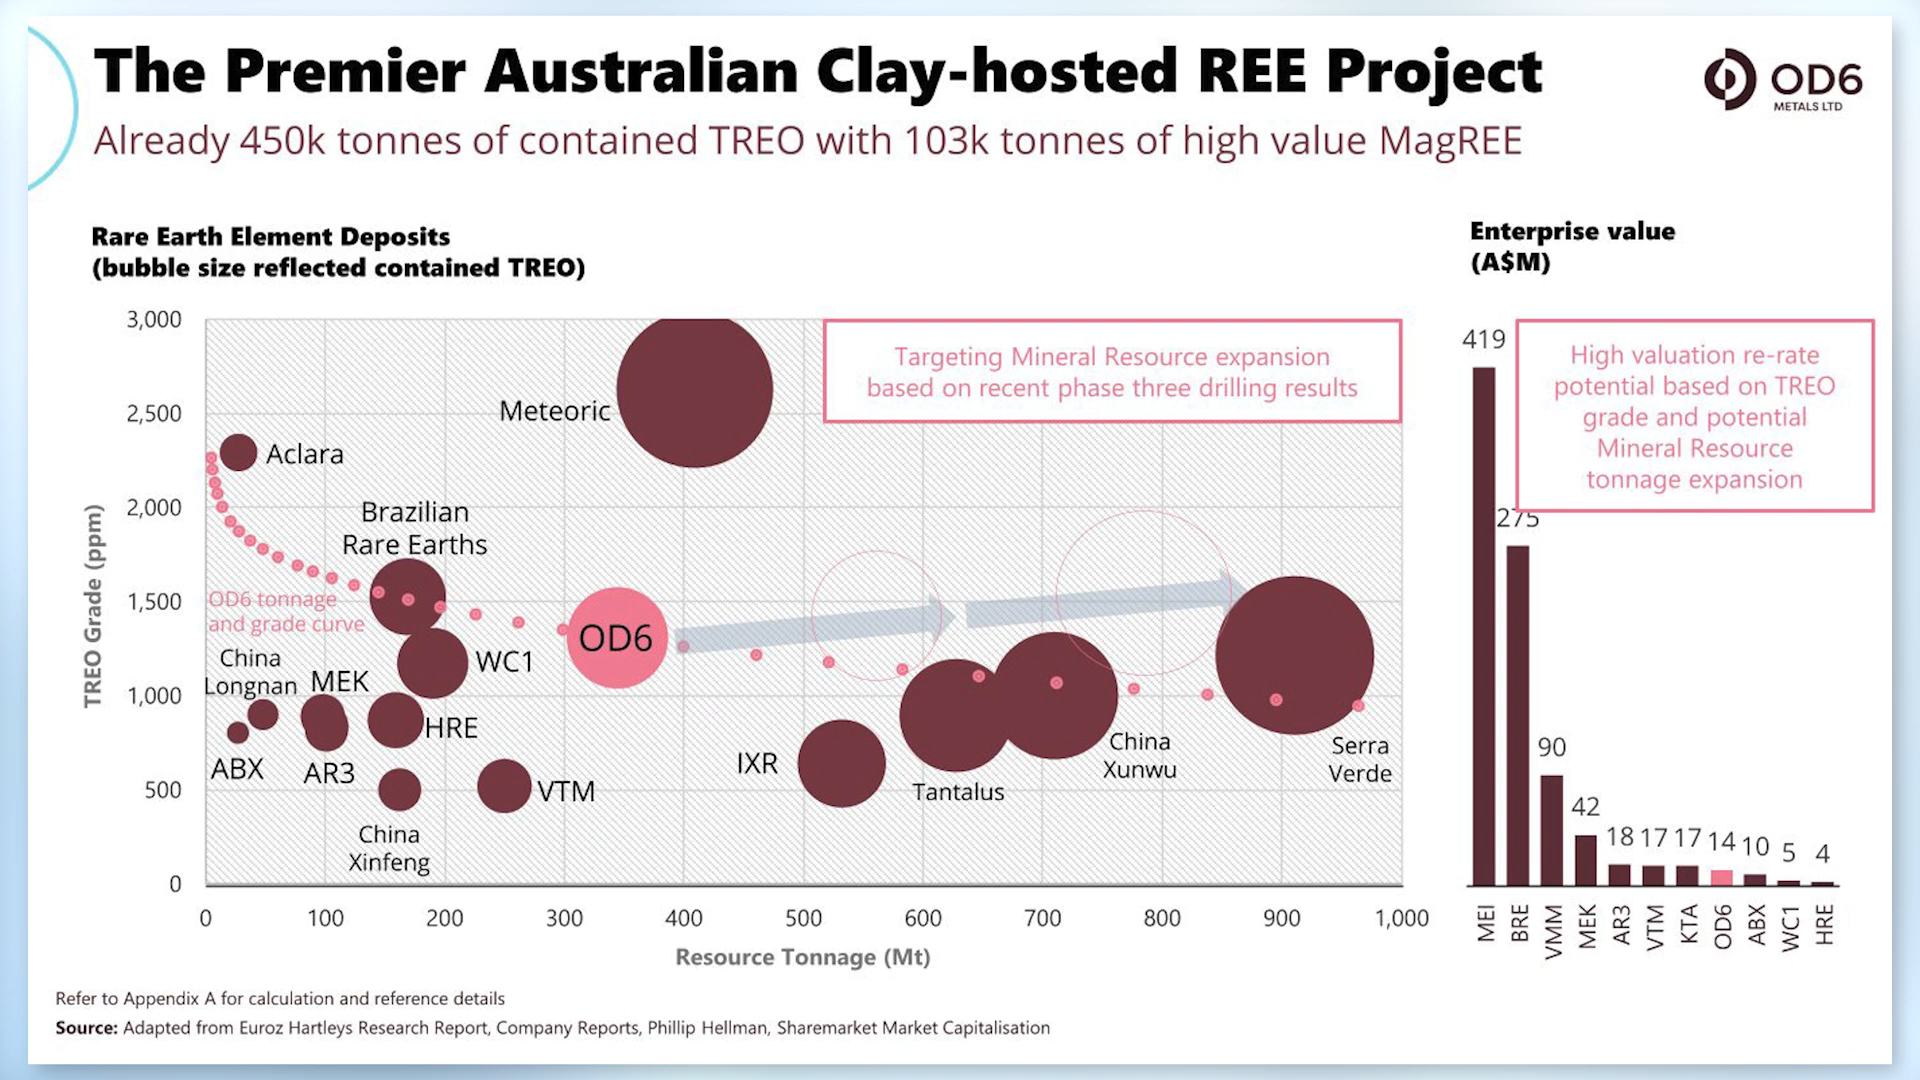 The Premier Australian Clay-hosted REE Project
OD6
METALS LTD
Already 450k tonnes of contained TREO with 103k tonnes of high value MagREE
Rare Earth Element Deposits
(bubble size reflected contained TREO)
3,000
2,500
2,000
1,500
1,000
500
0
TREO Grade (ppm)
Targeting Mineral Resource expansion
based on recent phase three drilling results
Meteoric
Aclara
Brazilian
Rare Earths
OD6 tonnage
and grade curve
OD6
China
Longnan
MEK
WC1
HRE
ABX
AR3
VTM
China
Xinfeng
IXR
Tantalus
China
Xunwu
Serra
Verde
0 100 200 300 400 500 600 700 800 900 1,000
Resource Tonnage (Mt)
Enterprise value
(A$M)
High valuation re-rate
potential based on TREO
grade and potential
Mineral Resource
tonnage expansion
419
275
90
42
18 17 17 14 10 5 4
MEI
BRE
VMM
MEK
AR3
VTM
KTA
OD6
ABX
WC1
HRE
Refer to Appendix A for calculation and reference details
Source: Adapted from Euroz Hartleys Research Report, Company Reports, Phillip Hellman, Sharemarket Market Capitalisation